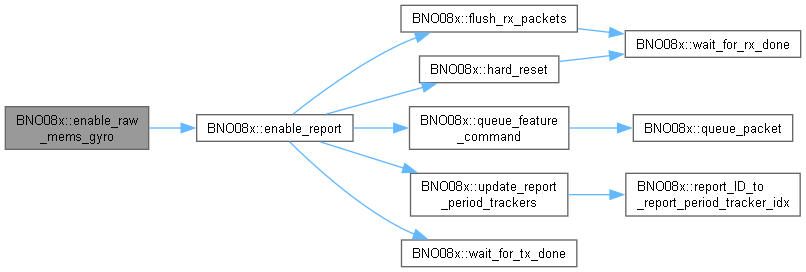 BNO08x::enable_raw
_mems_gyro
BNO08x::enable_report
BNO08x::flush_rx_packets
BNO08x::hard_reset
BNO08x::wait_for_rx_done
BNO08x::queue_feature
_command
BNO08x::queue_packet
BNO08x::update_report
_period_trackers
BNO08x::report_ID_to
_report_period_tracker_idx
BNO08x::wait_for_tx_done